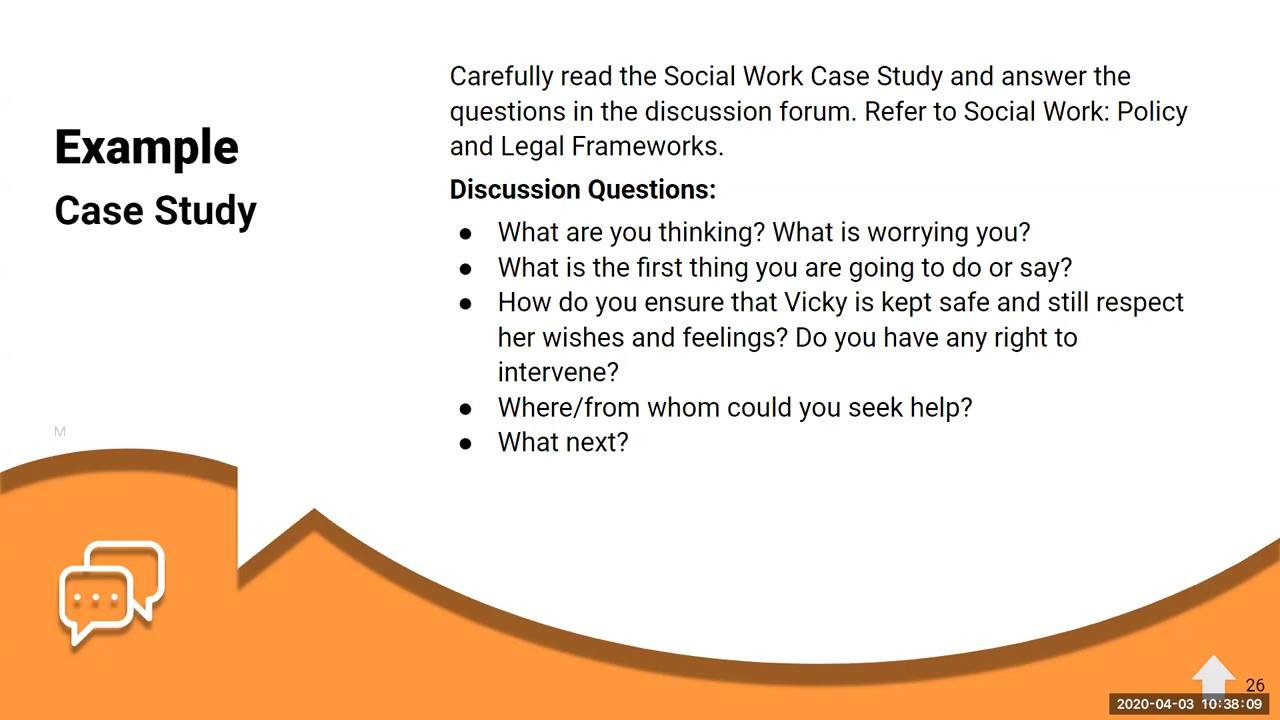 Example
Case Study
Carefully read the Social Work Case Study and answer the
questions in the discussion forum. Refer to Social Work: Policy
and Legal Frameworks.
Discussion Questions:
● What are you thinking? What is worrying you?
● What is the first thing you are going to do or say?
● How do you ensure that Vicky is kept safe and still respect
her wishes and feelings? Do you have any right to
intervene?
● Where/from whom could you seek help?
● What next?
M
26
2020-04-03 10:38:09